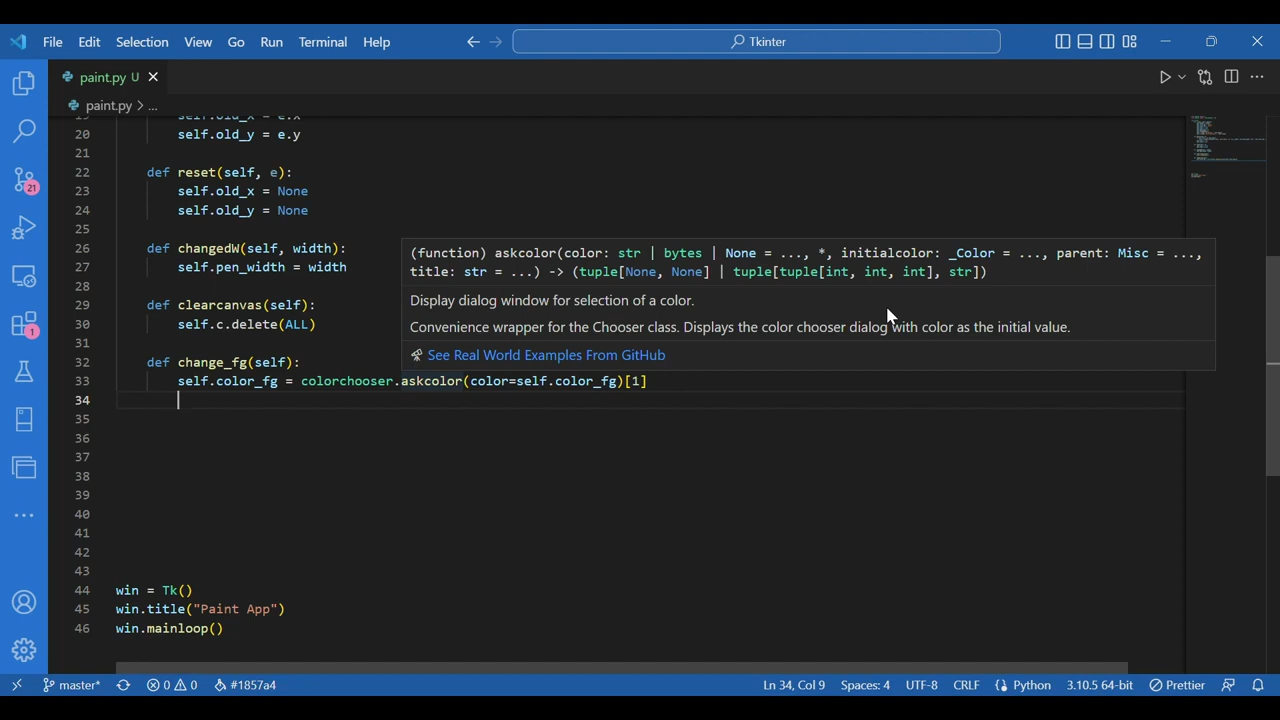 File Edit Selection View Go Run Terminal Help Tkinter
paint.py U
paint.py > ...
20 self.old_y = e.y
21
22 def reset(self, e):
23 self.old_x = None
24 self.old_y = None
25
26 def changedW(self, width):
27 self.pen_width = width
28
29 def clearcanvas(self):
30 self.c.delete(ALL)
31
32 def change_fg(self):
33 self.color_fg = colorchooser.askcolor(color=self.color_fg)[1]
34
35
36
37
38
39
40
41
42
43
44 win = Tk()
45 win.title("Paint App")
46 win.mainloop()
(function) askcolor(color: str | bytes | None = ..., *, initialcolor: _Color = ..., parent: Misc = ...,
title: str = ...) -> (tuple[None, None] | tuple[tuple[int, int, int], str])
Display dialog window for selection of a color.
Convenience wrapper for the Chooser class. Displays the color chooser dialog with color as the initial value.
See Real World Examples From GitHub
21
1
master* 0 0 #1857a4 Ln 34, Col 9 Spaces: 4 UTF-8 CRLF Python 3.10.5 64-bit Prettier